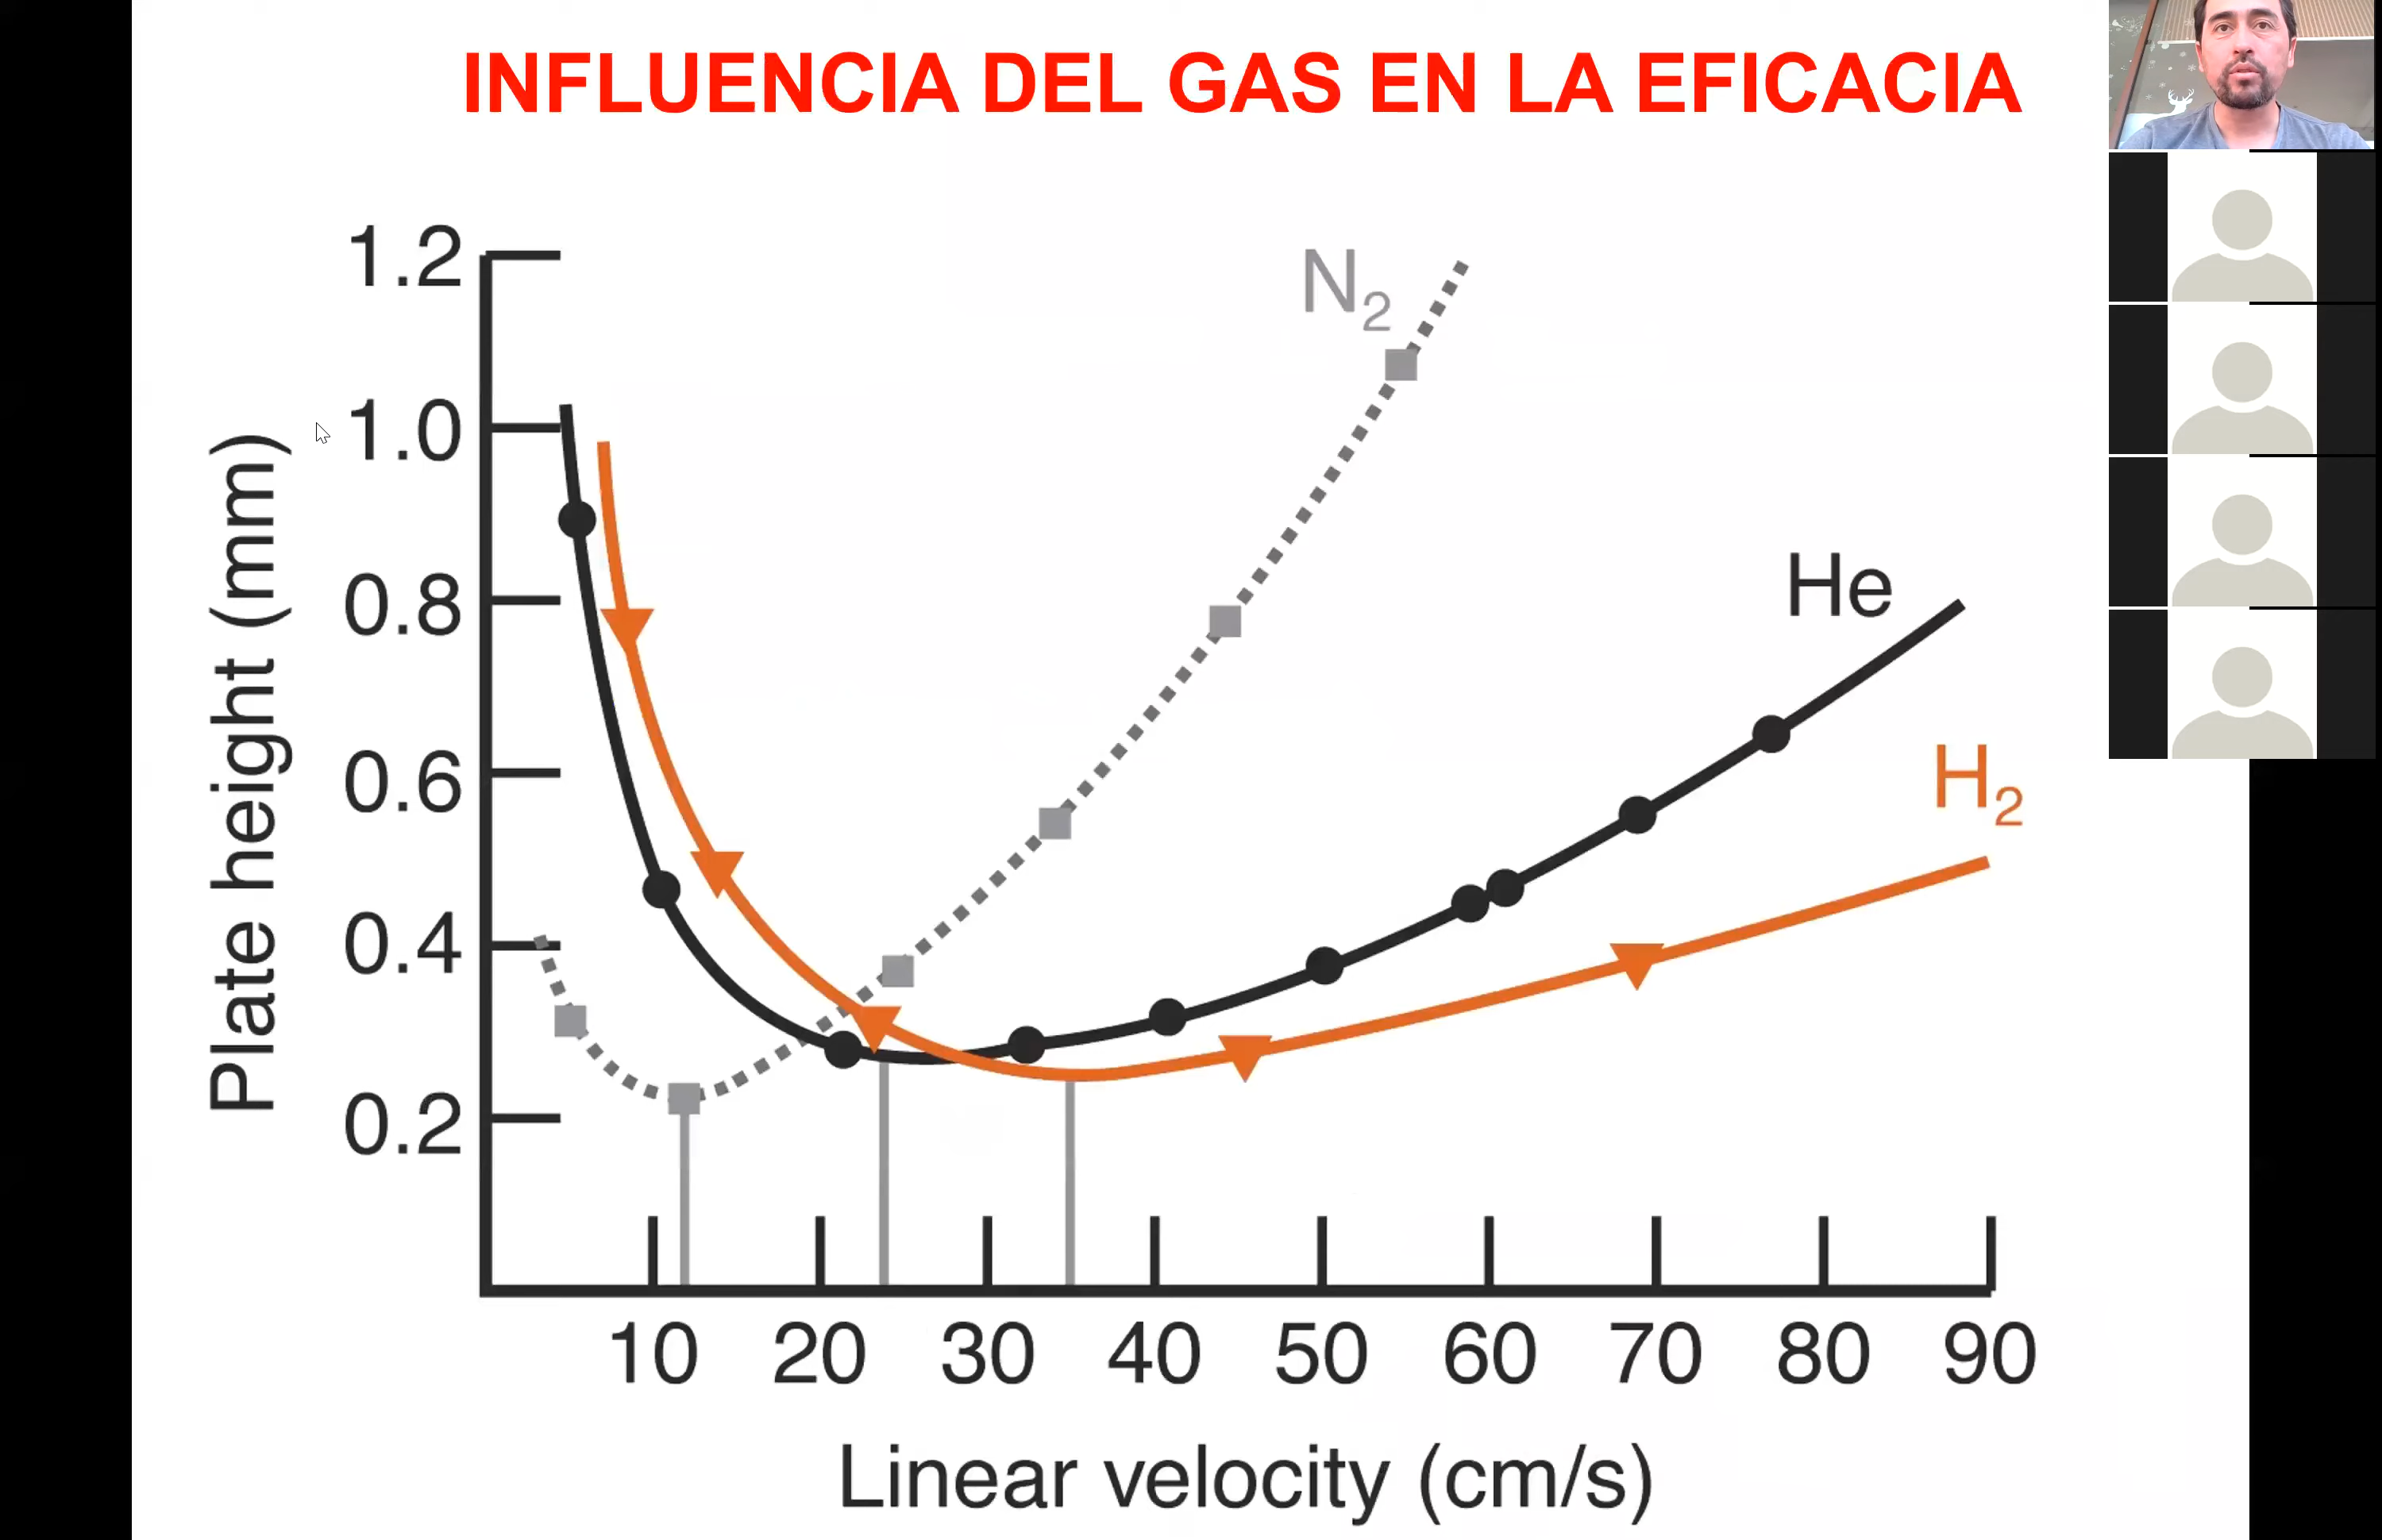 INFLUENCIA DEL GAS EN LA EFICACIA
N2
He
H2
Plate height (mm)
1.2
1.0
0.8
0.6
0.4
0.2
10 20 30 40 50 60 70 80 90
Linear velocity (cm/s)